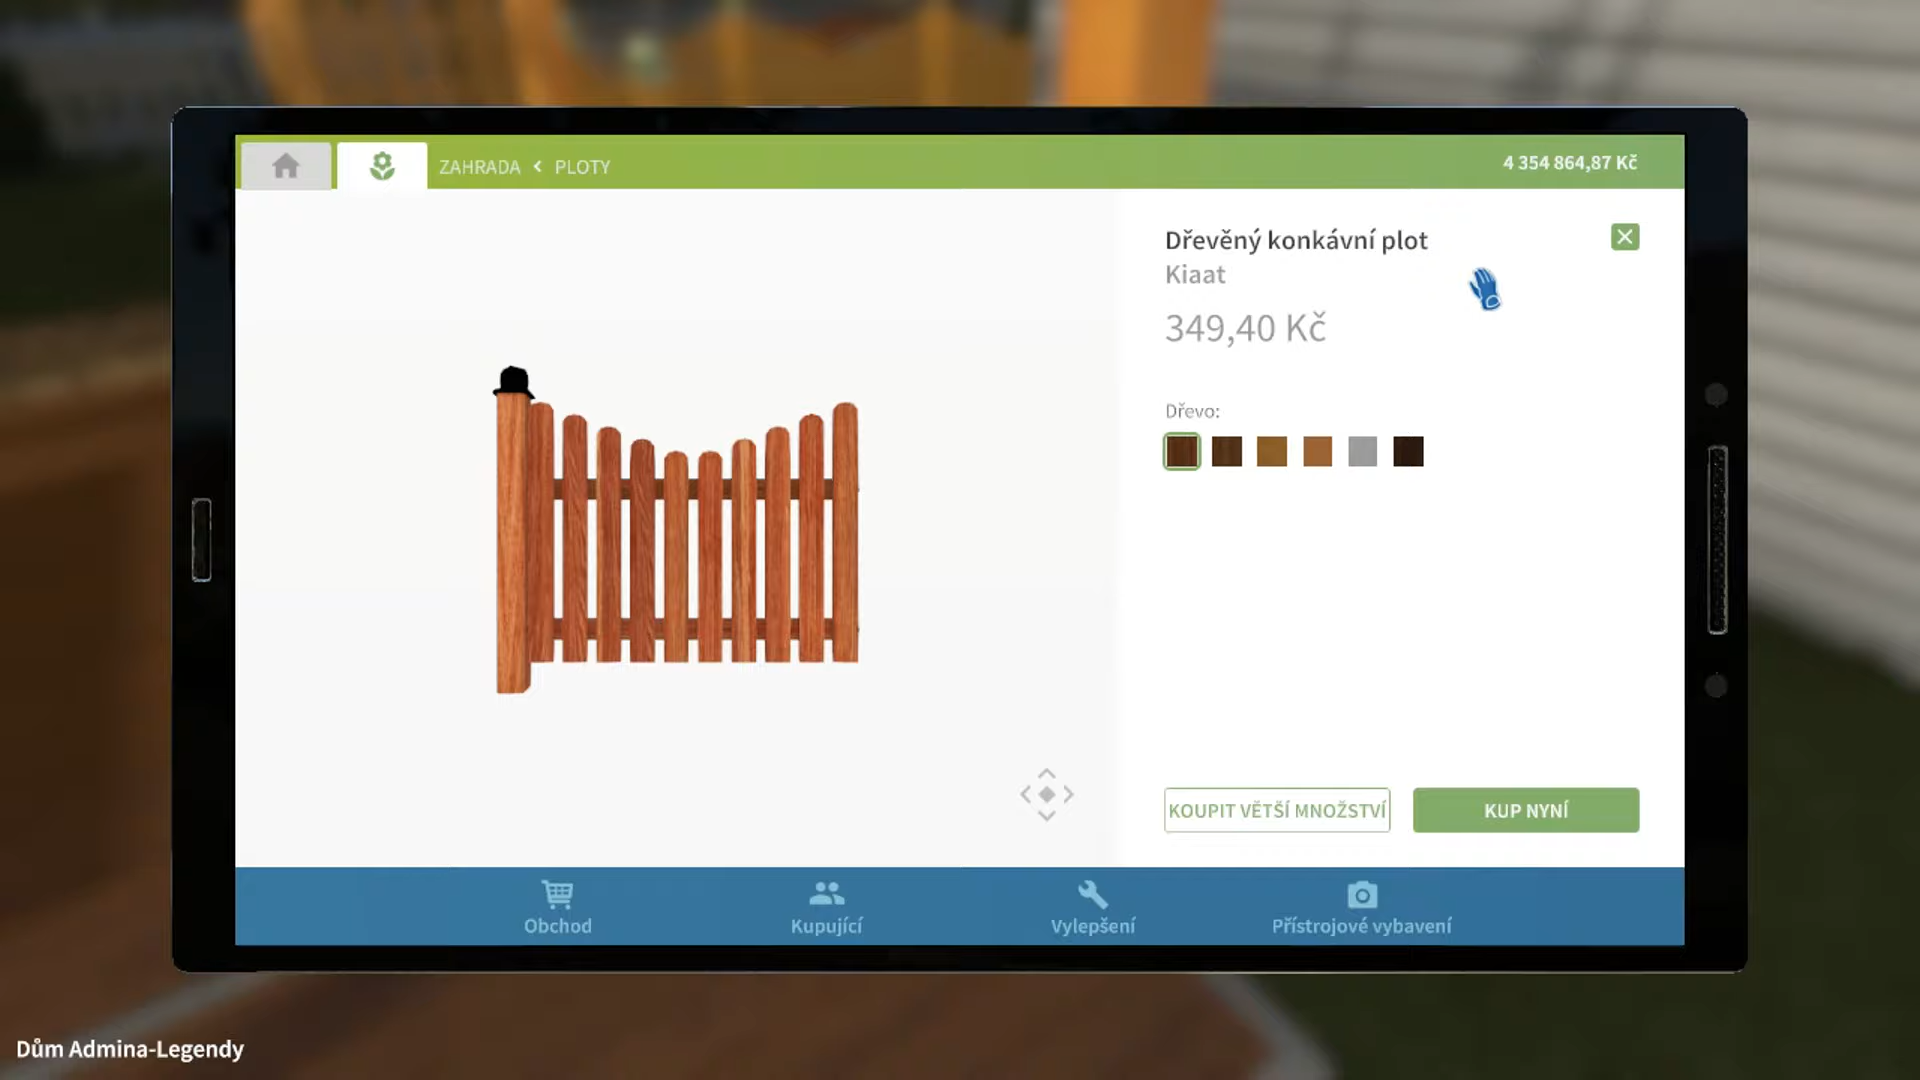 ZAHRADA < PLOTY
4 354 864,87 Kč
Dřevěný konkávní plot
Kiaat
349,40 Kč
Dřevo:
KOUPIT VĚTŠÍ MNOŽSTVÍ
KUP NYNÍ
Obchod
Kupující
Vylepšení
Přístrojové vybavení
Dům Admina-Legendy